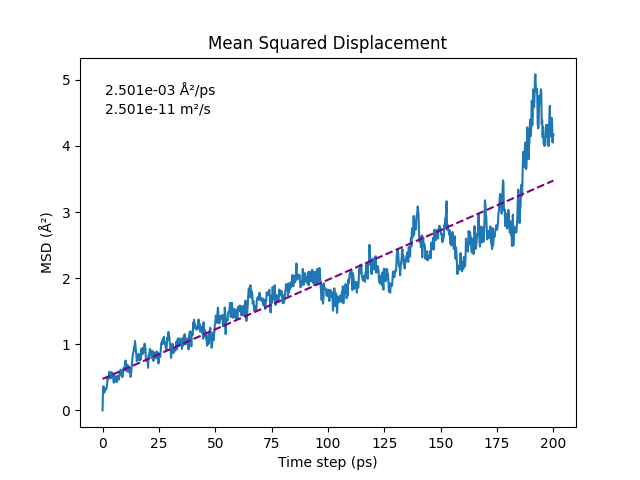 Mean Squared Displacement
2.501e-03 Å²/ps
2.501e-11 m²/s
MSD (Å²)
5
4
3
2
1
0
0 25 50 75 100 125 150 175 200
Time step (ps)